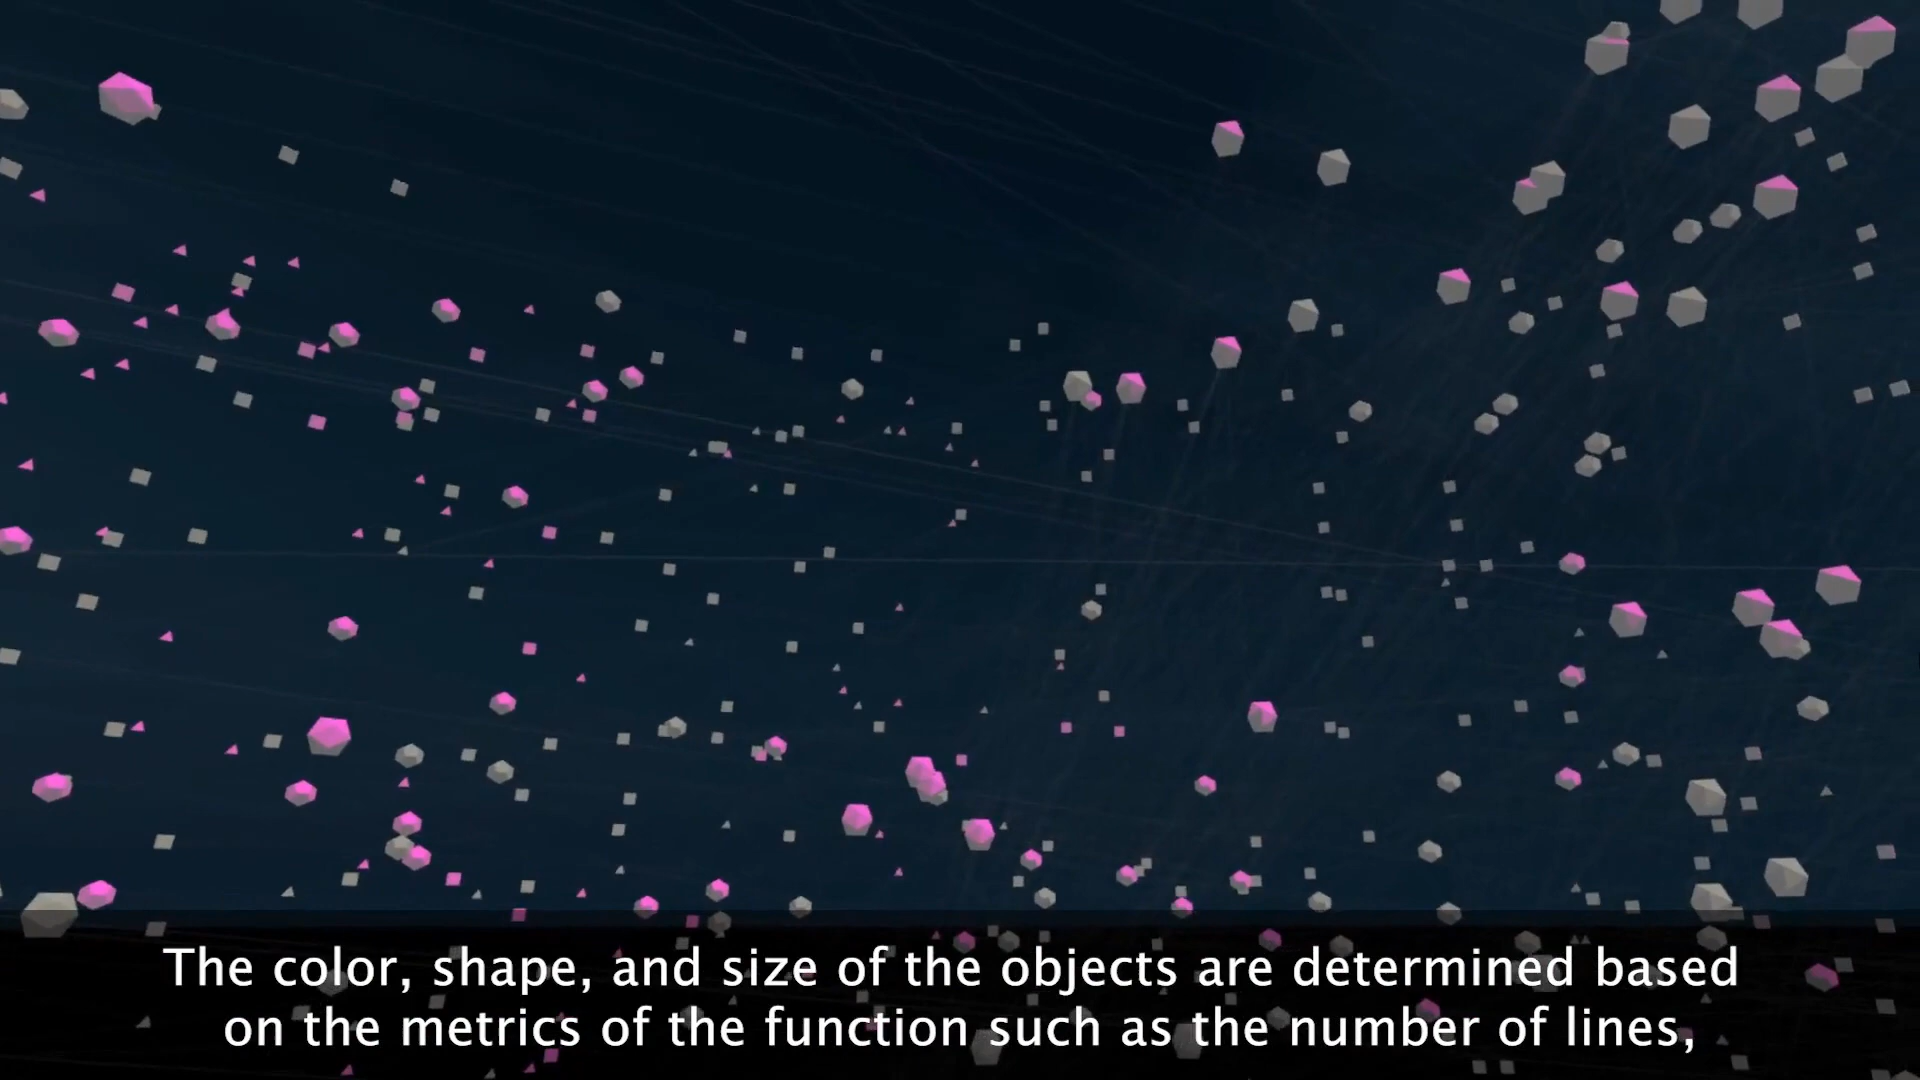 The color, shape, and size of the objects are determined based
on the metrics of the function such as the number of lines,